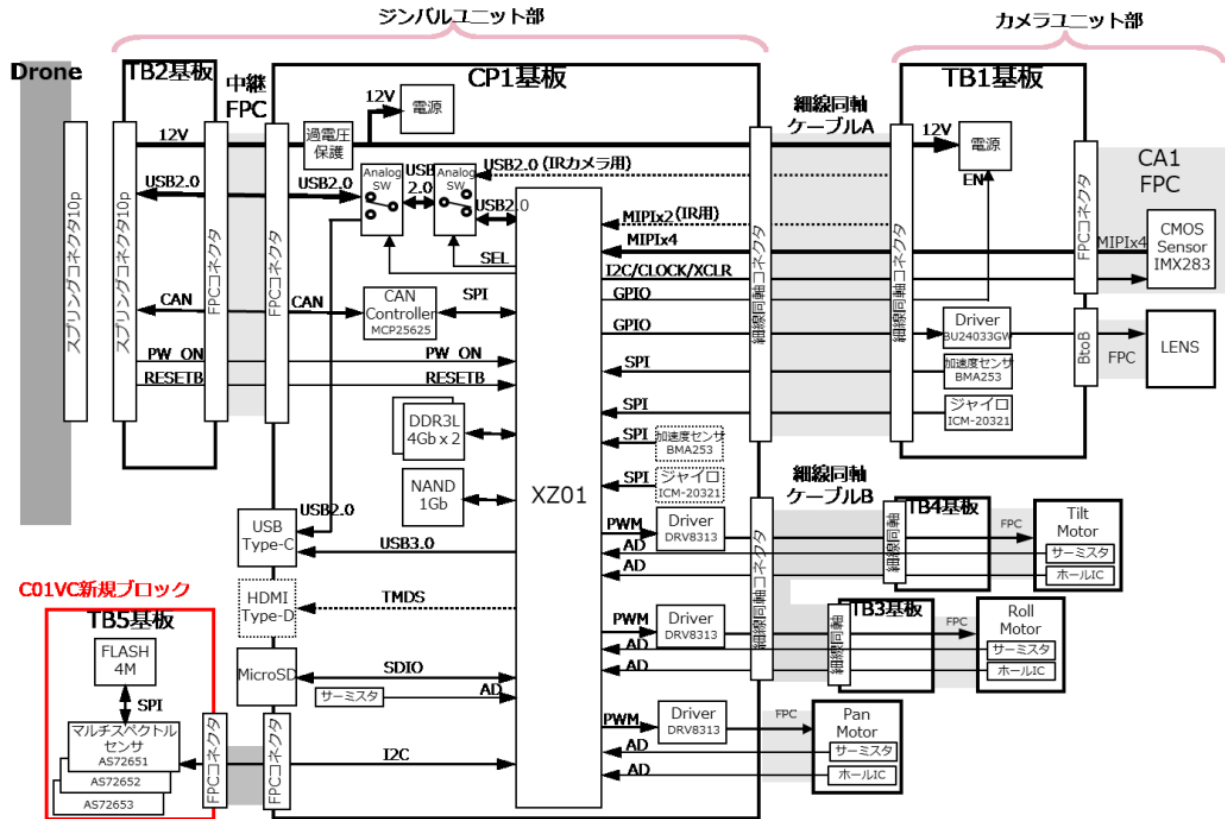 ジンバルユニット部
カメラユニット部
Drone
TB2基板
中継
FPC
CP1基板
細線同軸
ケーブルA
TB1基板
スプリングコネクタ10p
スプリングコネクタ10p
FPCコネクタ
FPCコネクタ
12V
過電圧
保護
12V
電源
USB2.0
USB2.0
Analog
SW
USB
2.0
Analog
SW
USB2.0 (IRカメラ用)
USB2.0
SEL
CAN
CAN
CAN
Controller
MCP25625
SPI
PW_ON
PW_ON
RESETB
RESETB
DDR3L
4Gb x 2
NAND
1Gb
XZ01
MIPIx2 (IR用)
MIPIx4
I2C/CLOCK/XCLR
GPIO
GPIO
SPI
SPI
SPI
加速度センサ
BMA253
SPI
ジャイロ
ICM-20321
細線同軸コネクタ
細線同軸コネクタ
12V
電源
EN
Driver
BU24033GW
加速度センサ
BMA253
ジャイロ
ICM-20321
FPCコネクタ
BtoB
CA1
FPC
MIPIx4
CMOS
Sensor
IMX283
FPC
LENS
USB2.0
USB
Type-C
USB3.0
HDMI
Type-D
TMDS
MicroSD
SDIO
サーミスタ
AD
細線同軸
ケーブルB
細線同軸コネクタ
PWM
Driver
DRV8313
AD
AD
細線同軸
TB4基板
FPC
Tilt
Motor
サーミスタ
ホールIC
PWM
Driver
DRV8313
AD
AD
細線同軸
TB3基板
FPC
Roll
Motor
サーミスタ
ホールIC
PWM
Driver
DRV8313
AD
AD
FPC
Pan
Motor
サーミスタ
ホールIC
C01VC新規ブロック
TB5基板
FLASH
4M
SPI
マルチスペクトル
センサ
AS72651
AS72652
AS72653
FPCコネクタ
FPCコネクタ
I2C